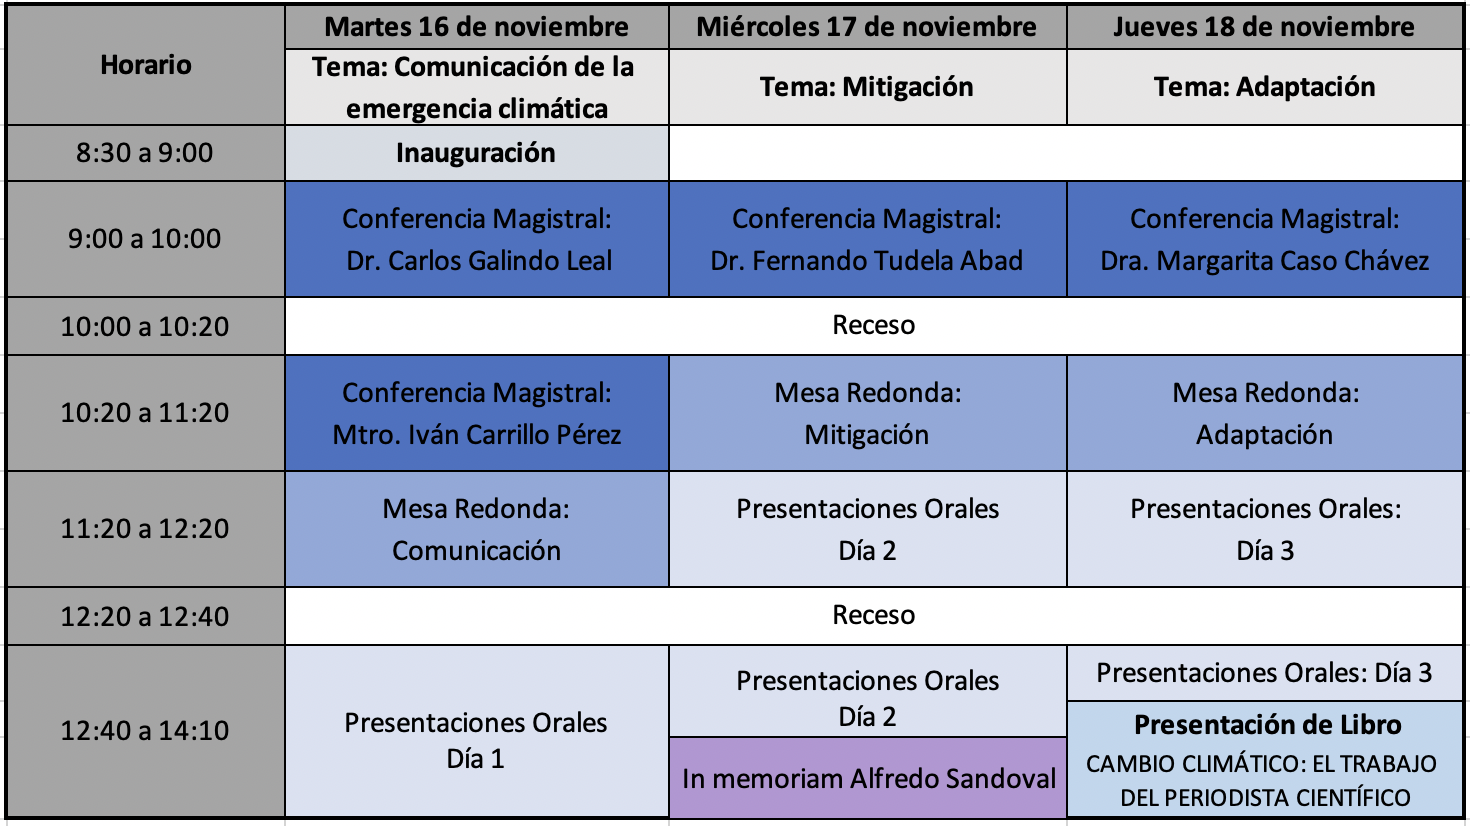 Horario
Martes 16 de noviembre
Miércoles 17 de noviembre
Jueves 18 de noviembre
Tema: Comunicación de la
emergencia climática
Tema: Mitigación
Tema: Adaptación
8:30 a 9:00
Inauguración
9:00 a 10:00
Conferencia Magistral:
Dr. Carlos Galindo Leal
Conferencia Magistral:
Dr. Fernando Tudela Abad
Conferencia Magistral:
Dra. Margarita Caso Chávez
10:00 a 10:20
Receso
10:20 a 11:20
Conferencia Magistral:
Mtro. Iván Carrillo Pérez
Mesa Redonda:
Mitigación
Mesa Redonda:
Adaptación
11:20 a 12:20
Mesa Redonda:
Comunicación
Presentaciones Orales
Día 2
Presentaciones Orales:
Día 3
12:20 a 12:40
Receso
12:40 a 14:10
Presentaciones Orales
Día 1
Presentaciones Orales
Día 2
In memoriam Alfredo Sandoval
Presentaciones Orales: Día 3
Presentación de Libro
CAMBIO CLIMÁTICO: EL TRABAJO
DEL PERIODISTA CIENTÍFICO